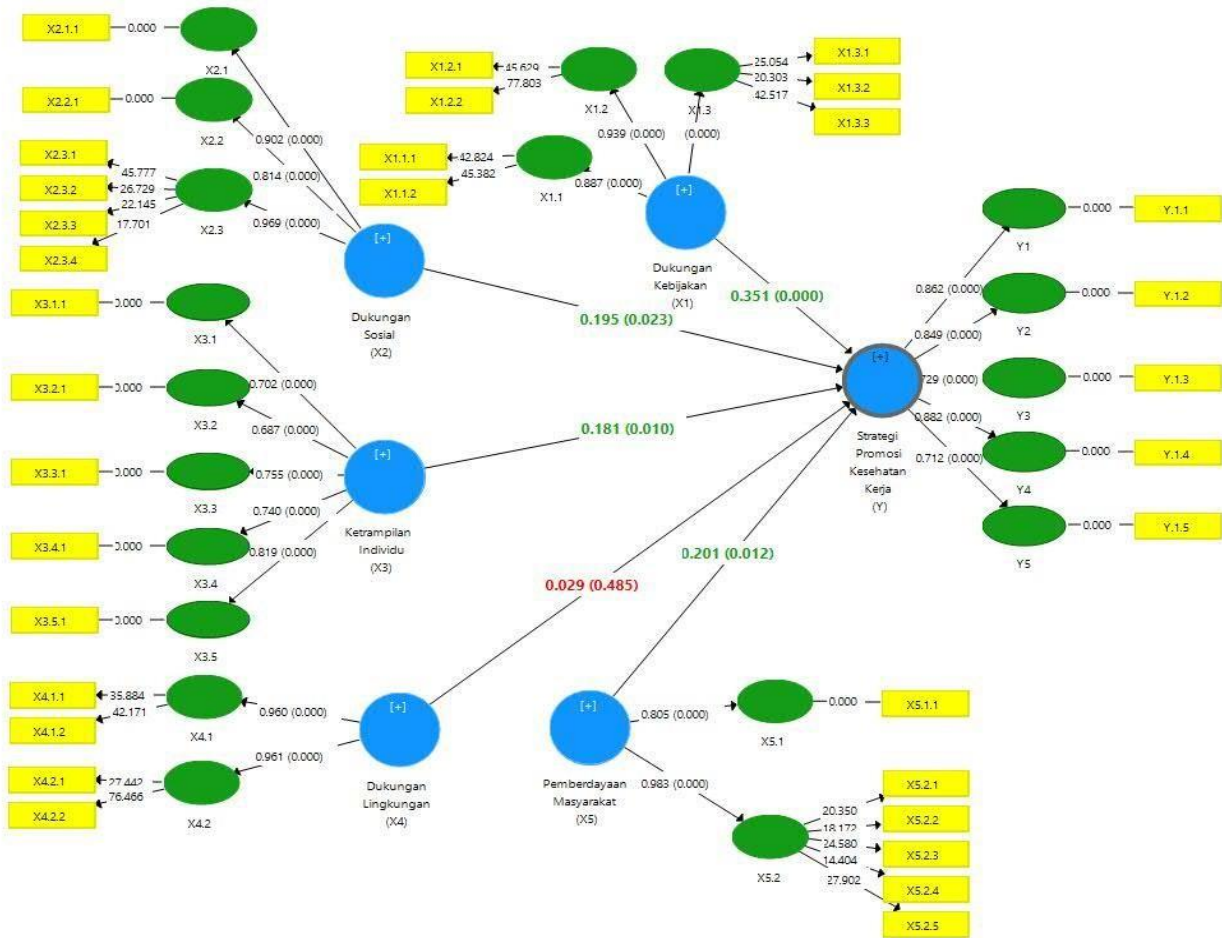 X2.1.1
0.000
X2.1
X2.2.1
0.000
X2.2
X2.3.1
X2.3.2
X2.3.3
X2.3.4
45.777
26.729
22.145
17.701
X2.3
0.902 (0.000)
0.814 (0.000)
0.969 (0.000)
[+]
Dukungan
Sosial
(X2)
X1.2.1
X1.2.2
45.629
77.803
X1.2
X1.3
25.054
20.303
42.517
X1.3.1
X1.3.2
X1.3.3
X1.1.1
X1.1.2
42.824
45.382
X1.1
0.939 (0.000)
(0.000)
0.887 (0.000)
[+]
Dukungan
Kebijakan
(X1)
0.351 (0.000)
0.195 (0.023)
0.181 (0.010)
0.029 (0.485)
0.201 (0.012)
X3.1.1
0.000
X3.1
X3.2.1
0.000
X3.2
X3.3.1
0.000
X3.3
X3.4.1
0.000
X3.4
X3.5.1
0.000
X3.5
0.702 (0.000)
0.687 (0.000)
0.755 (0.000)
0.740 (0.000)
0.819 (0.000)
[+]
Ketrampilan
Individu
(X3)
[+]
Strategi
Promosi
Kesehatan
Kerja
(Y)
0.862 (0.000)
0.849 (0.000)
729 (0.000)
0.882 (0.000)
0.712 (0.000)
Y1
0.000
Y.1.1
Y2
0.000
Y.1.2
Y3
0.000
Y.1.3
Y4
0.000
Y.1.4
Y5
0.000
Y.1.5
X4.1.1
X4.1.2
35.884
42.171
X4.1
X4.2.1
X4.2.2
27.442
76.466
X4.2
0.960 (0.000)
0.961 (0.000)
[+]
Dukungan
Lingkungan
(X4)
[+]
Pemberdayaan
Masyarakat
(X5)
0.805 (0.000)
0.983 (0.000)
X5.1
0.000
X5.1.1
X5.2
20.350
18.172
24.580
14.404
27.902
X5.2.1
X5.2.2
X5.2.3
X5.2.4
X5.2.5